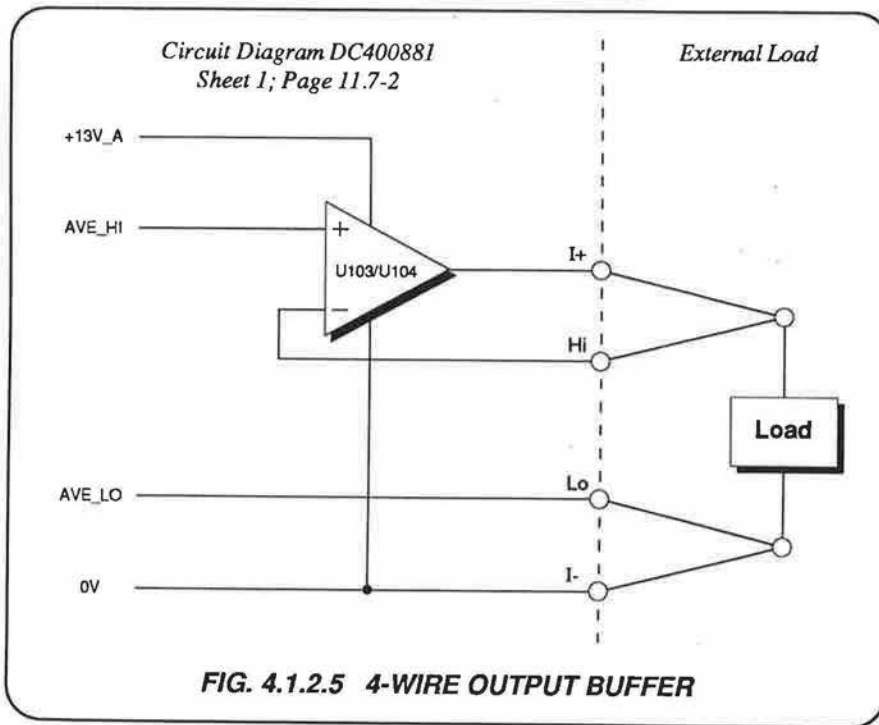 Circuit Diagram DC400881
Sheet 1; Page 11.7-2
External Load
+13V_A
AVE_HI
+
U103/U104
−
I+
Hi
Load
AVE_LO
Lo
0V
I-
FIG. 4.1.2.5 4-WIRE OUTPUT BUFFER